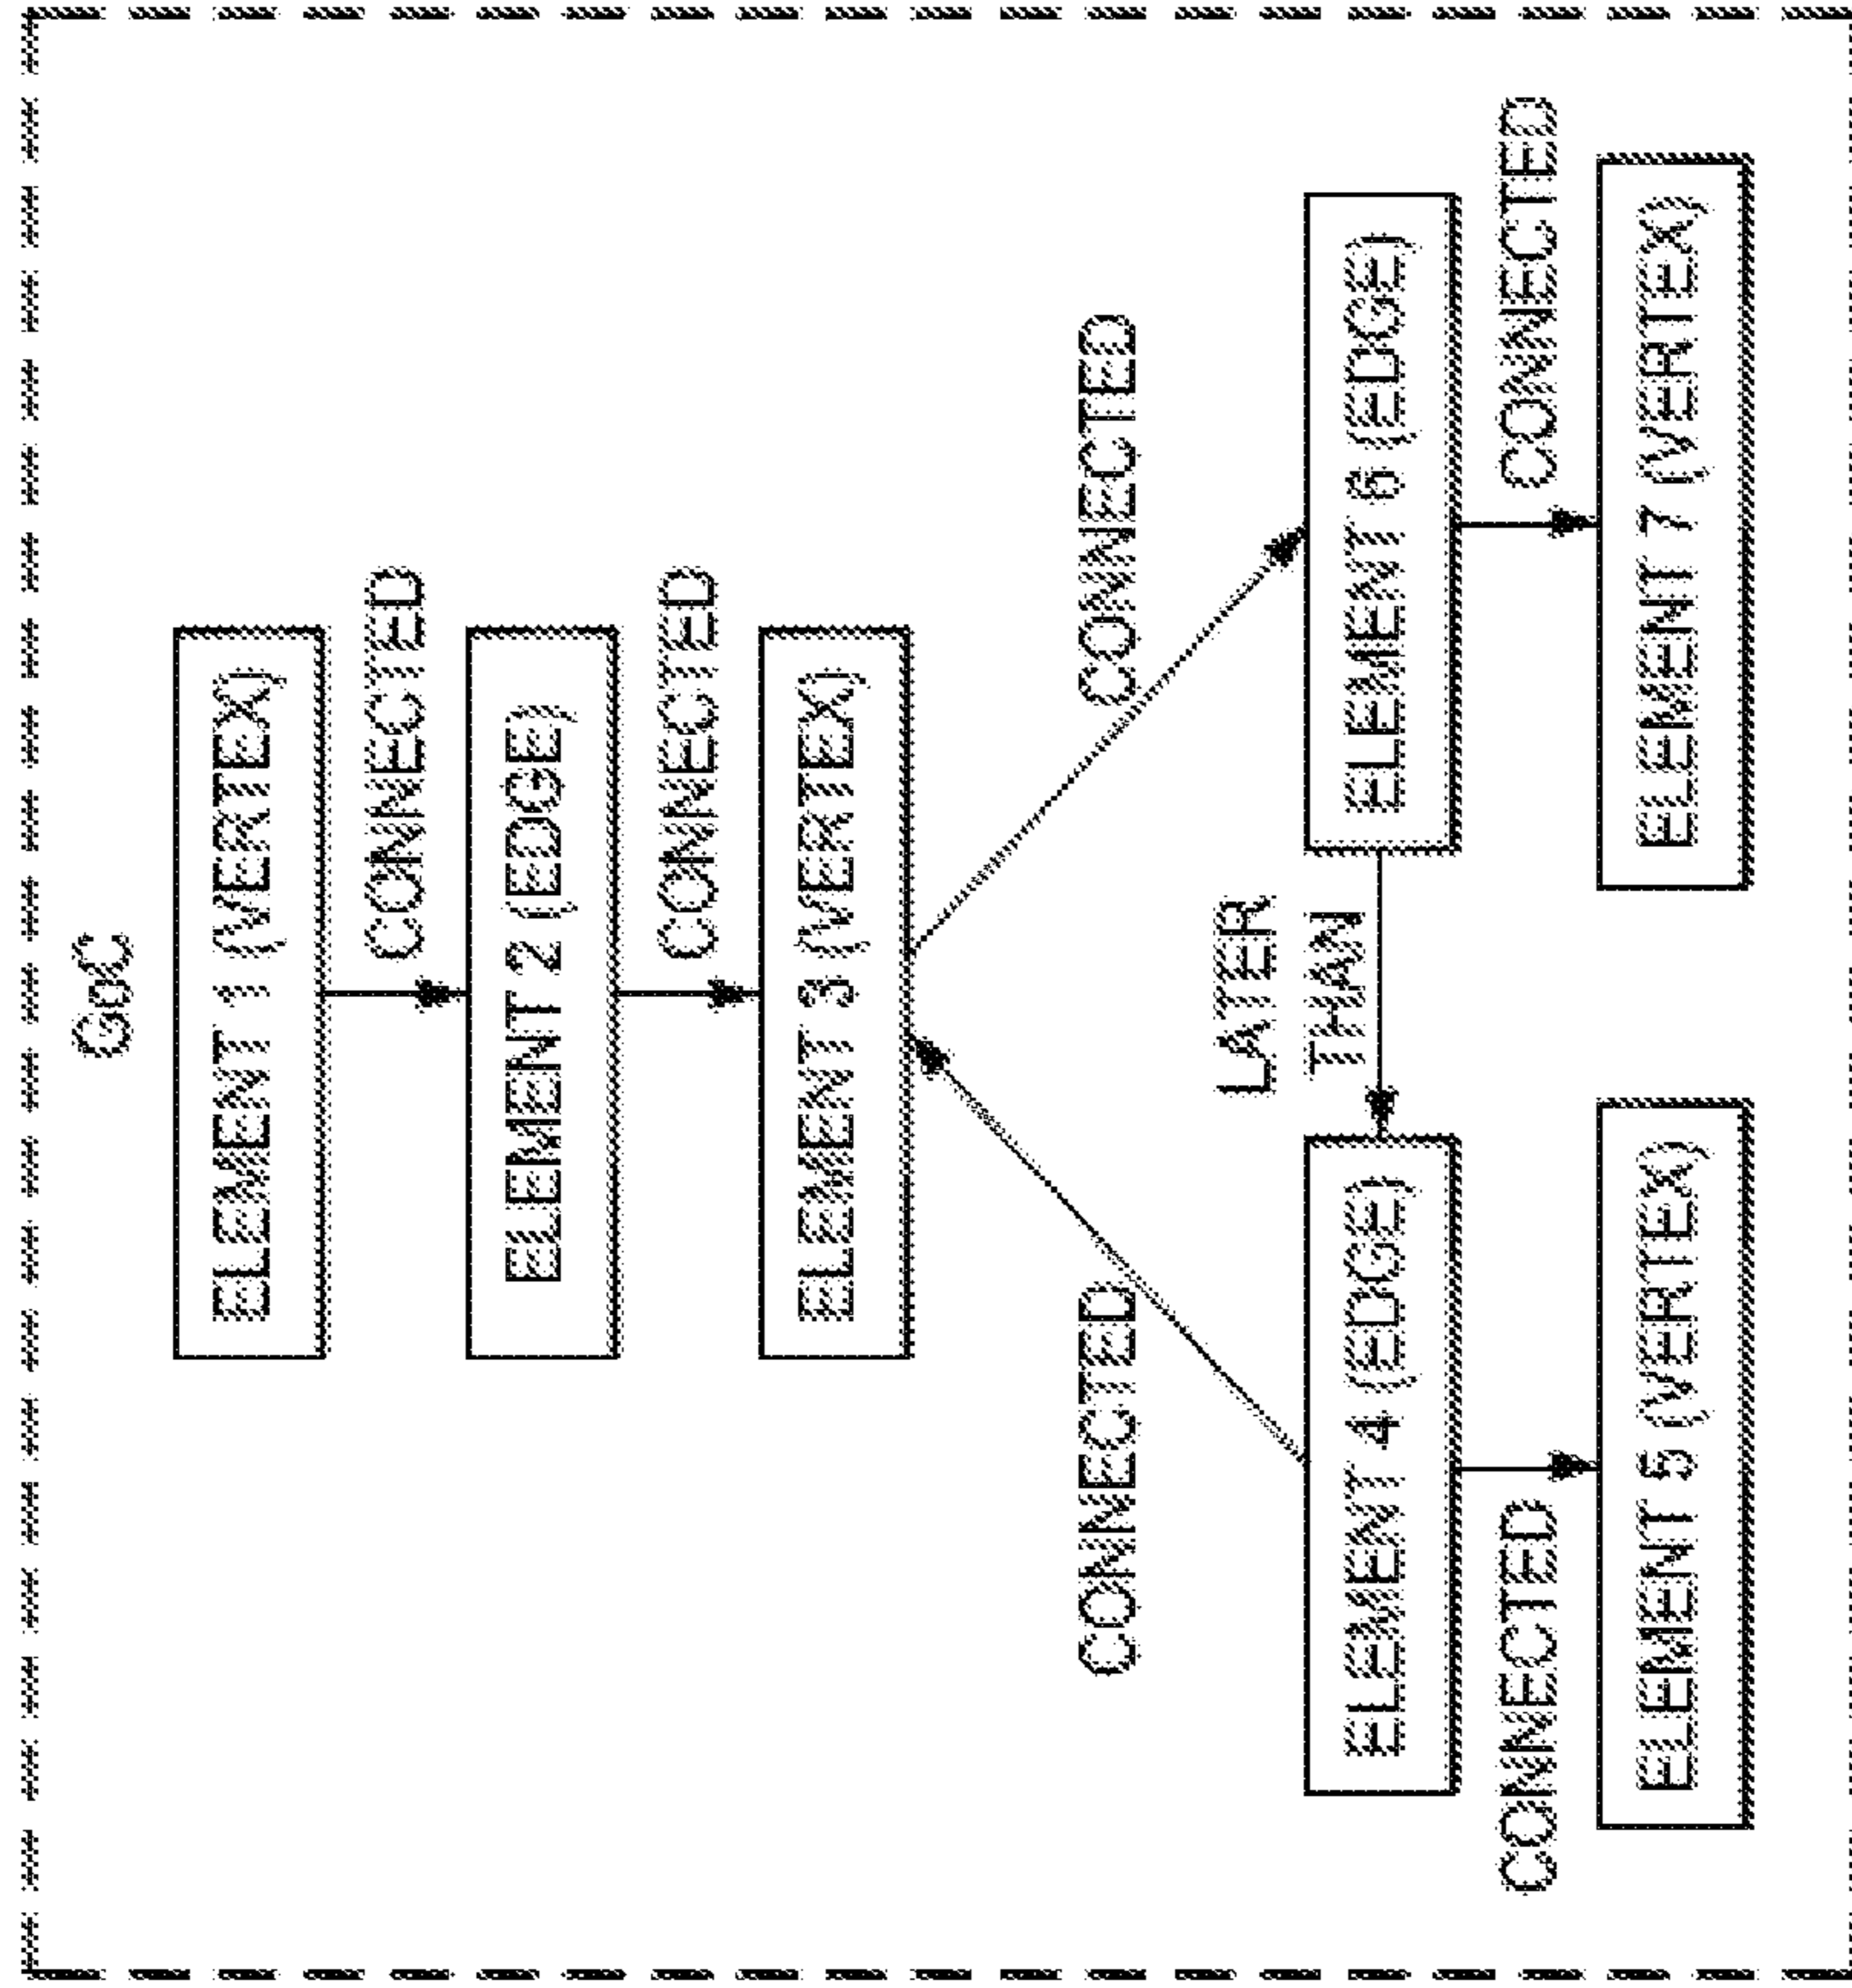 GoC
ELEMENT 1 (VERTEX)
CONNECTED
ELEMENT 2 (EDGE)
CONNECTED
ELEMENT 3 (VERTEX)
CONNECTED
CONNECTED
LATER
THAN
ELEMENT 4 (EDGE)
ELEMENT 6 (EDGE)
CONNECTED
CONNECTED
ELEMENT 5 (VERTEX)
ELEMENT 7 (VERTEX)